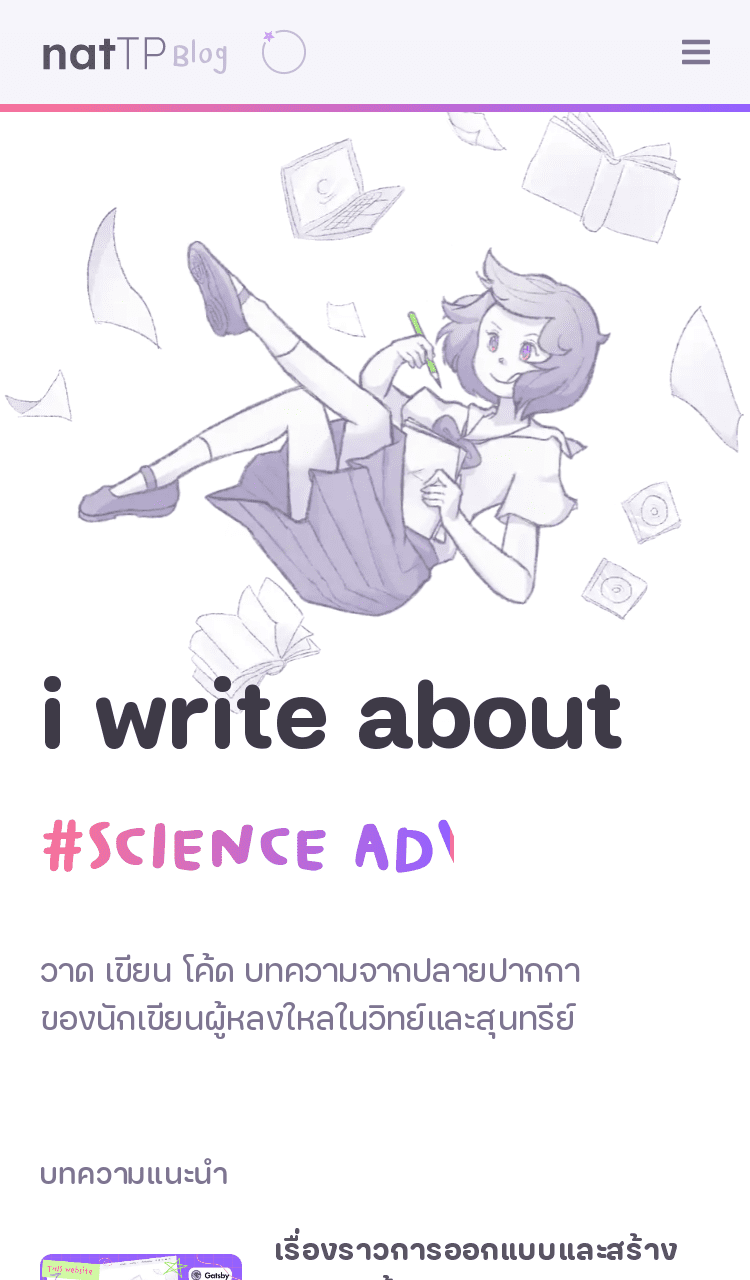 natTP Blog
i write about
#SCIENCE AD
วาด เขียน โค้ด บทความจากปลายปากกา
ของนักเขียนผู้หลงใหลในวิทย์และสุนทรีย์
บทความแนะนำ
เรื่องราวการออกแบบและสร้าง
THIS website
Gatsby